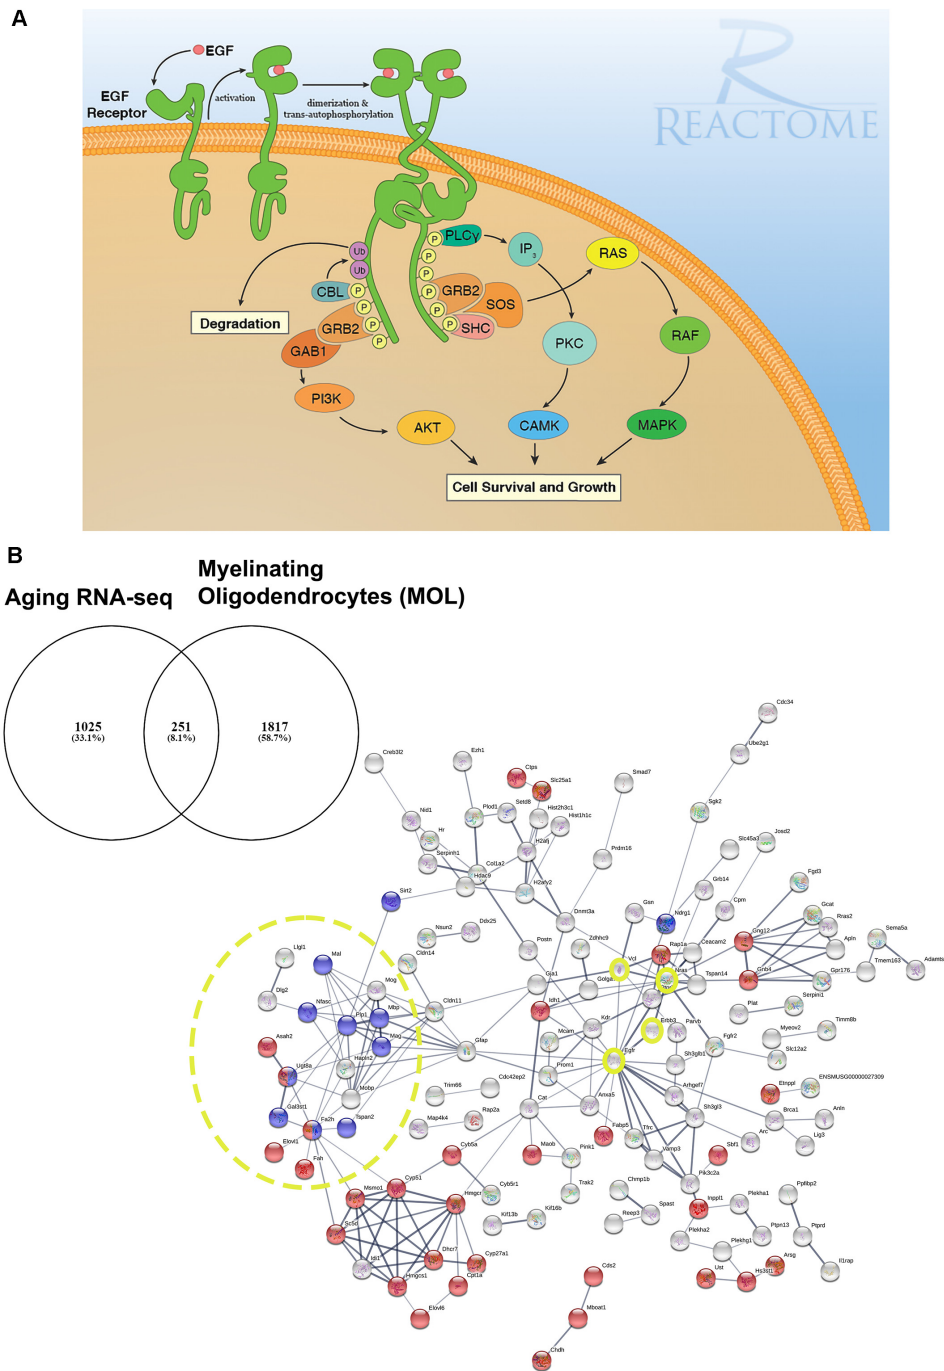 A
EGF
EGF
Receptor
activation
dimerization &
trans-autophosphorylation
REACTOME
Ub
Ub
CBL
P
P
P
P
GRB2
GAB1
Degradation
PI3K
AKT
P
P
P
P
P
P
PLCγ
GRB2
SOS
SHC
IP3
PKC
CAMK
RAS
RAF
MAPK
Cell Survival and Growth
B
Aging RNA-seq
Myelinating
Oligodendrocytes (MOL)
1025
(33.1%)
251
(8.1%)
1817
(58.7%)
Cdc34
Ube2g1
Creb3l2
Ezh1
Clps
Slc25a1
Smad7
Sgk2
Nid1
Plod1
Setd8
Hist2h3c1
Hist1h1c
Hr
H2afj
Slc45a3
Josd2
Serpinh1
Col1a2
Hdac9
H2afy2
Prdm16
Grb14
Fgd3
Sirt2
Dnmt3a
Gsn
Ndrg1
Cpm
Gcat
Rras2
Nsun2
Ddx25
Postn
Zdhhc9
Vcl
Rap1a
Ceacam2
Gng12
Apln
Sema5a
Llgl1
Mal
Cldn14
Gja1
Golga
Nras
Tspan14
Gnb4
Gpr176
Tmem163
Adamts
Dlg2
Mog
Nfasc
Mbp
Cldn11
Idh1
Kdr
Erbb3
Parvb
Plat
Serpini1
Plp1
Mag
Mcam
Fgfr2
Myeov2
Timm8b
Asah2
Hapln2
Gfap
Prom1
Egfr
Sh3glb1
Slc12a2
Ugt8a
Mobp
Trim66
Cdc42ep2
Arhgef7
Etnppl
ENSMUSG00000027309
Gal3st1
Fa2h
Tspan2
Map4k4
Rap2a
Cat
Anxa5
Sh3gl3
Brca1
Anln
Elovl1
Fah
Cyb5a
Maob
Pink1
Fabp5
Tfrc
Arc
Lig3
Vamp3
Sbf1
Msmo1
Cyp51
Hmgcr
Cyb5r1
Trak2
Chmp1b
Pik3c2a
Sc5d
Kif13b
Kif16b
Reep3
Spast
Inppl1
Plekha1
Ppfibp2
Idi1
Dhcr7
Cyp27a1
Plekha2
Ptpn13
Ptprd
Hmgcs1
Cpt1a
Plekhg1
Arsg
Il1rap
Elovl6
Cds2
Ust
Hs3st1
Mboat1
Chdh